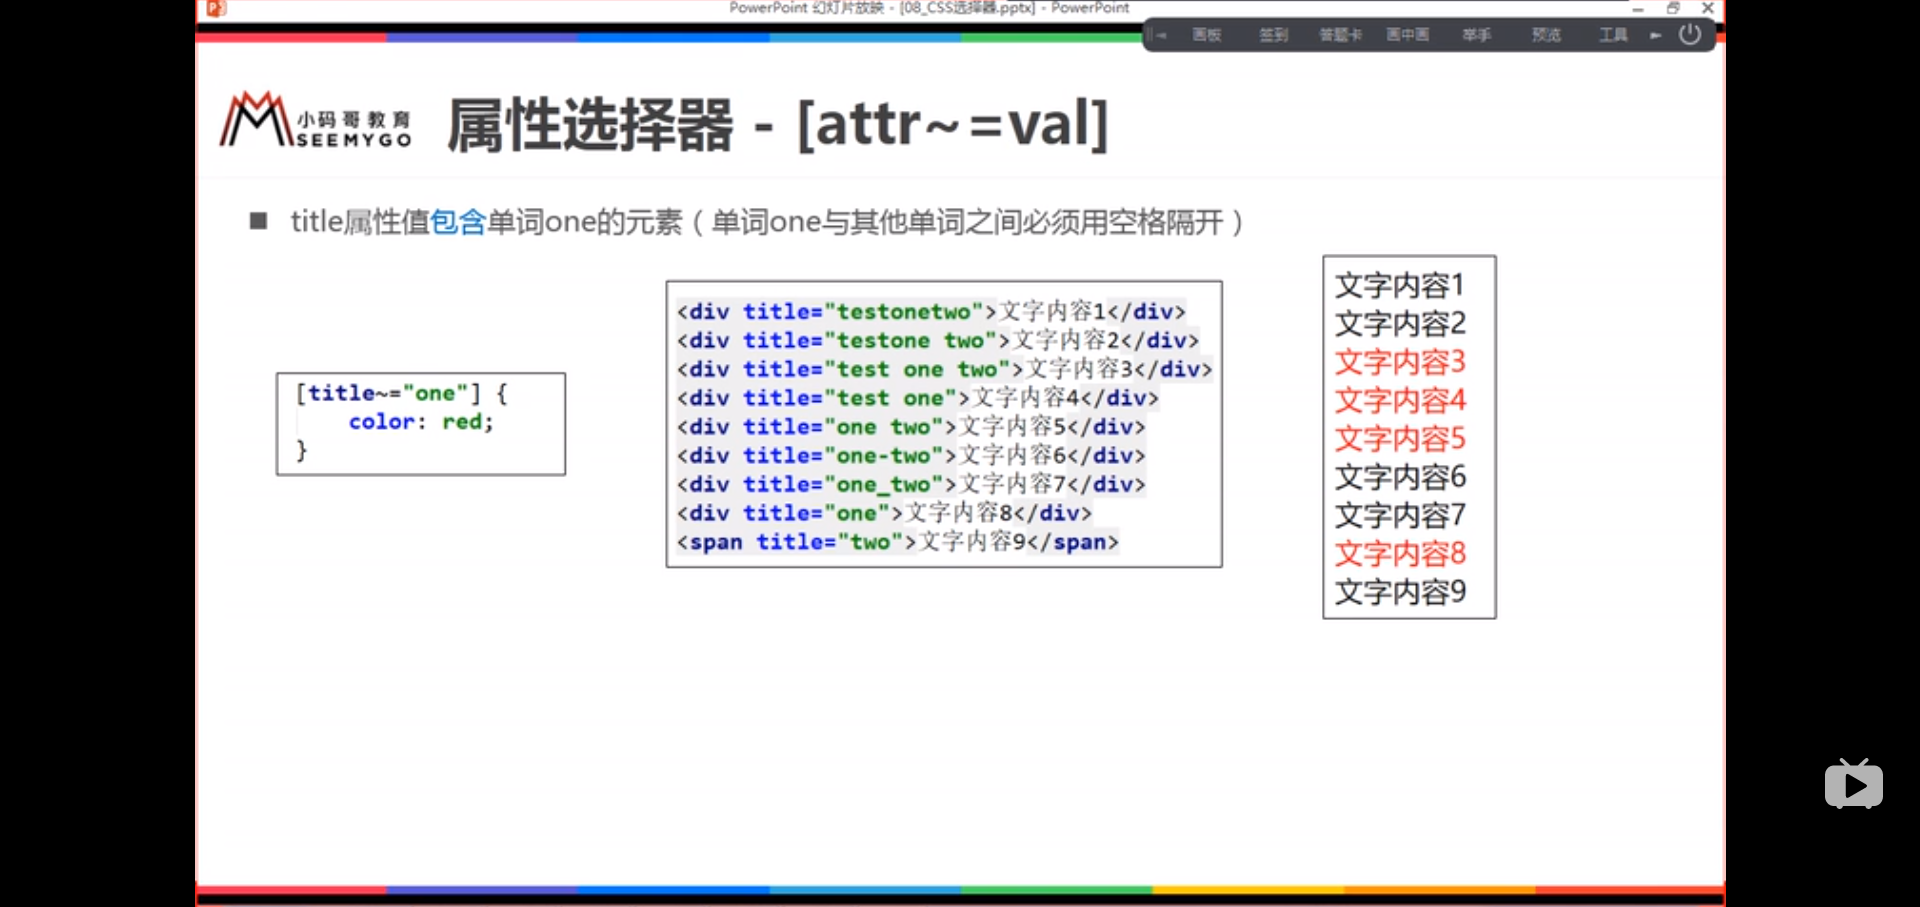 PowerPoint 幻灯片放映 - [08_CSS选择器.pptx] - PowerPoint
画板 签到 答题卡 画中画 举手 预览 工具
小码哥教育
SEEMYGO
属性选择器 - [attr~=val]
■ title属性值包含单词one的元素（单词one与其他单词之间必须用空格隔开）
[title~="one"] {
color: red;
}
<div title="testonetwo">文字内容1</div>
<div title="testone two">文字内容2</div>
<div title="test one two">文字内容3</div>
<div title="test one">文字内容4</div>
<div title="one two">文字内容5</div>
<div title="one-two">文字内容6</div>
<div title="one_two">文字内容7</div>
<div title="one">文字内容8</div>
<span title="two">文字内容9</span>
文字内容1
文字内容2
文字内容3
文字内容4
文字内容5
文字内容6
文字内容7
文字内容8
文字内容9